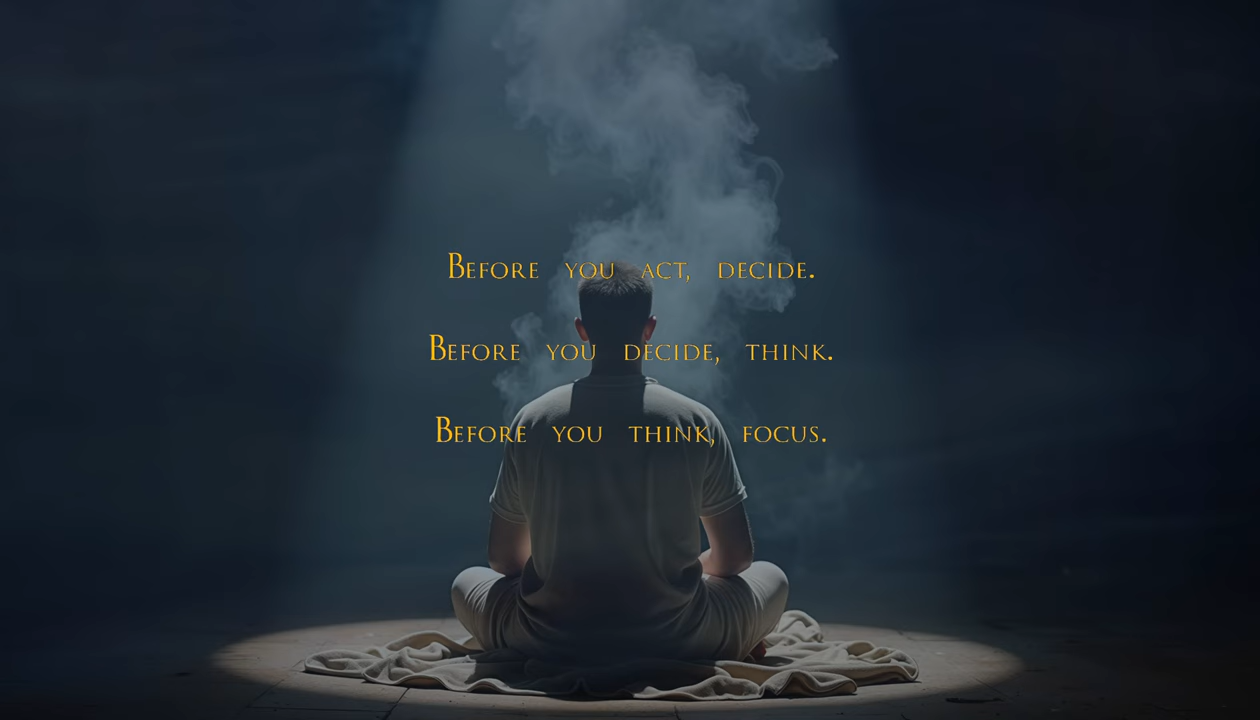 Before you act, decide.
Before you decide, think.
Before you think, focus.